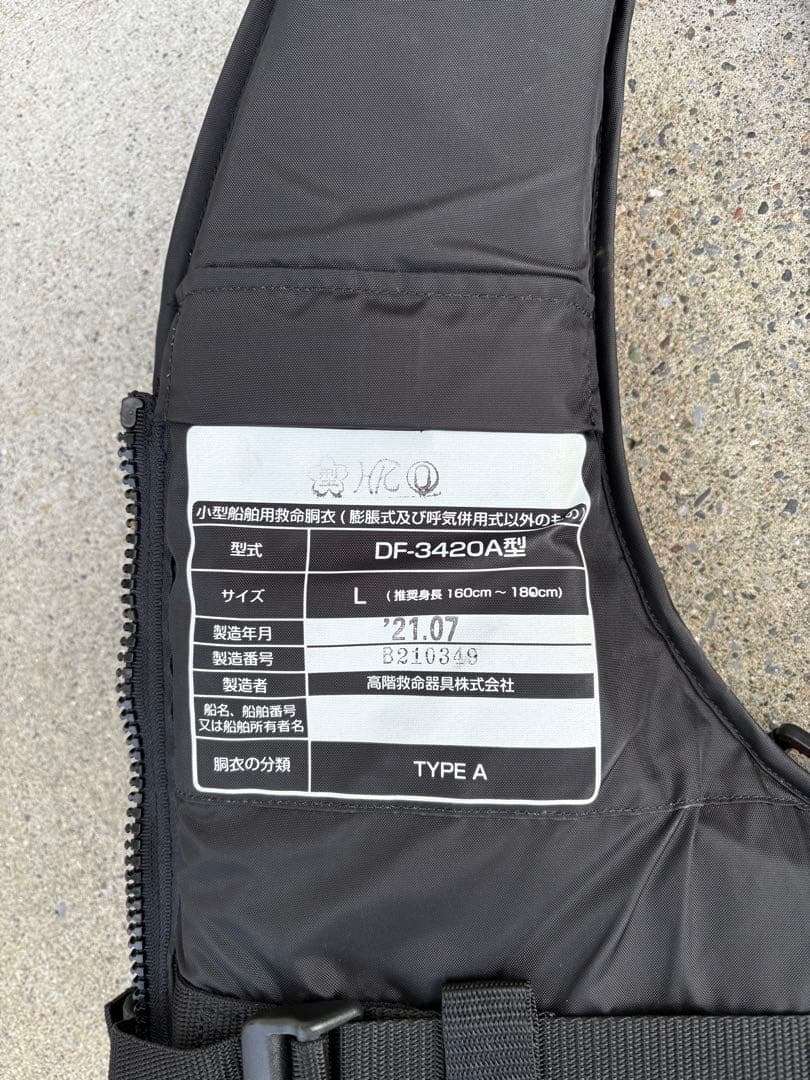 小型船舶用救命胴衣(膨脹式及び呼気併用式以外のもの)
型式 DF-3420A型
サイズ L (推奨身長 160cm~180cm)
製造年月 '21.07
製造番号 B210349
製造者 高階救命器具株式会社
船名、船舶番号
又は船舶所有者名
胴衣の分類 TYPE A